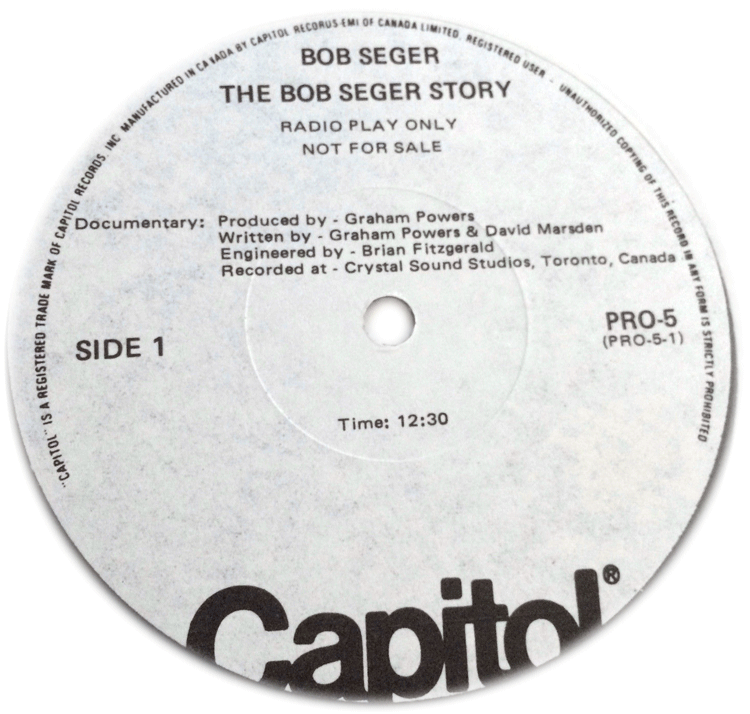 "CAPITOL" IS A REGISTERED TRADE MARK OF CAPITOL RECORDS, INC. MANUFACTURED IN CANADA BY CAPITOL RECORDS-EMI OF CANADA LIMITED. REGISTERED USER - UNAUTHORIZED COPYING OF THIS RECORD IN ANY FORM IS STRICTLY PROHIBITED
BOB SEGER
THE BOB SEGER STORY
RADIO PLAY ONLY
NOT FOR SALE
Documentary: Produced by - Graham Powers
Written by - Graham Powers & David Marsden
Engineered by - Brian Fitzgerald
Recorded at - Crystal Sound Studios, Toronto, Canada
SIDE 1
PRO-5
(PRO-5-1)
Time: 12:30
Capitol®